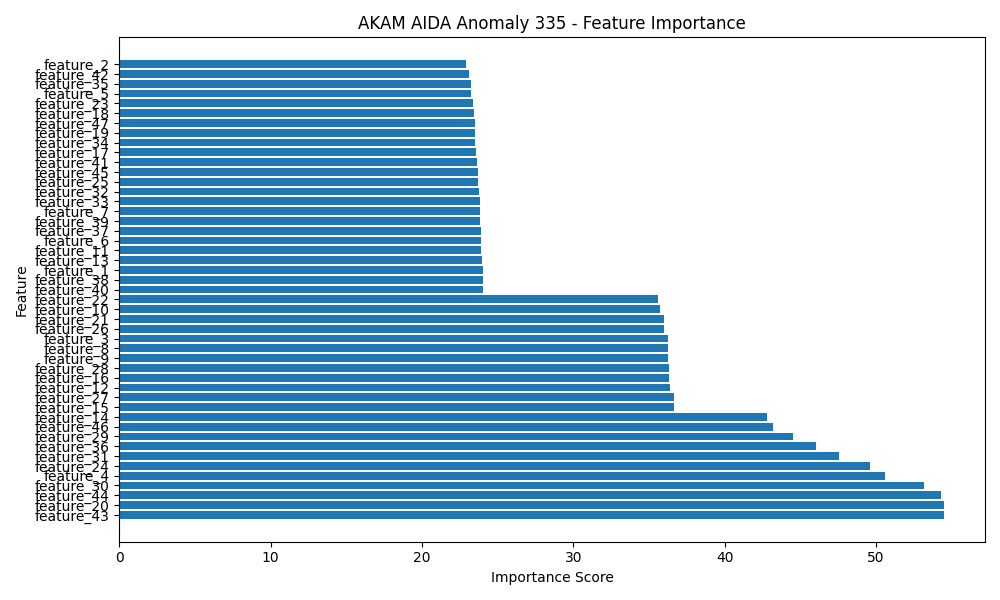 AKAM AIDA Anomaly 335 - Feature Importance
Feature
feature_2
feature_42
feature_35
feature_5
feature_23
feature_18
feature_47
feature_19
feature_34
feature_17
feature_41
feature_45
feature_25
feature_32
feature_33
feature_7
feature_39
feature_37
feature_6
feature_11
feature_13
feature_1
feature_38
feature_40
feature_22
feature_10
feature_21
feature_26
feature_3
feature_8
feature_9
feature_28
feature_16
feature_12
feature_27
feature_15
feature_14
feature_46
feature_29
feature_36
feature_31
feature_24
feature_4
feature_30
feature_44
feature_20
feature_43
0 10 20 30 40 50
Importance Score